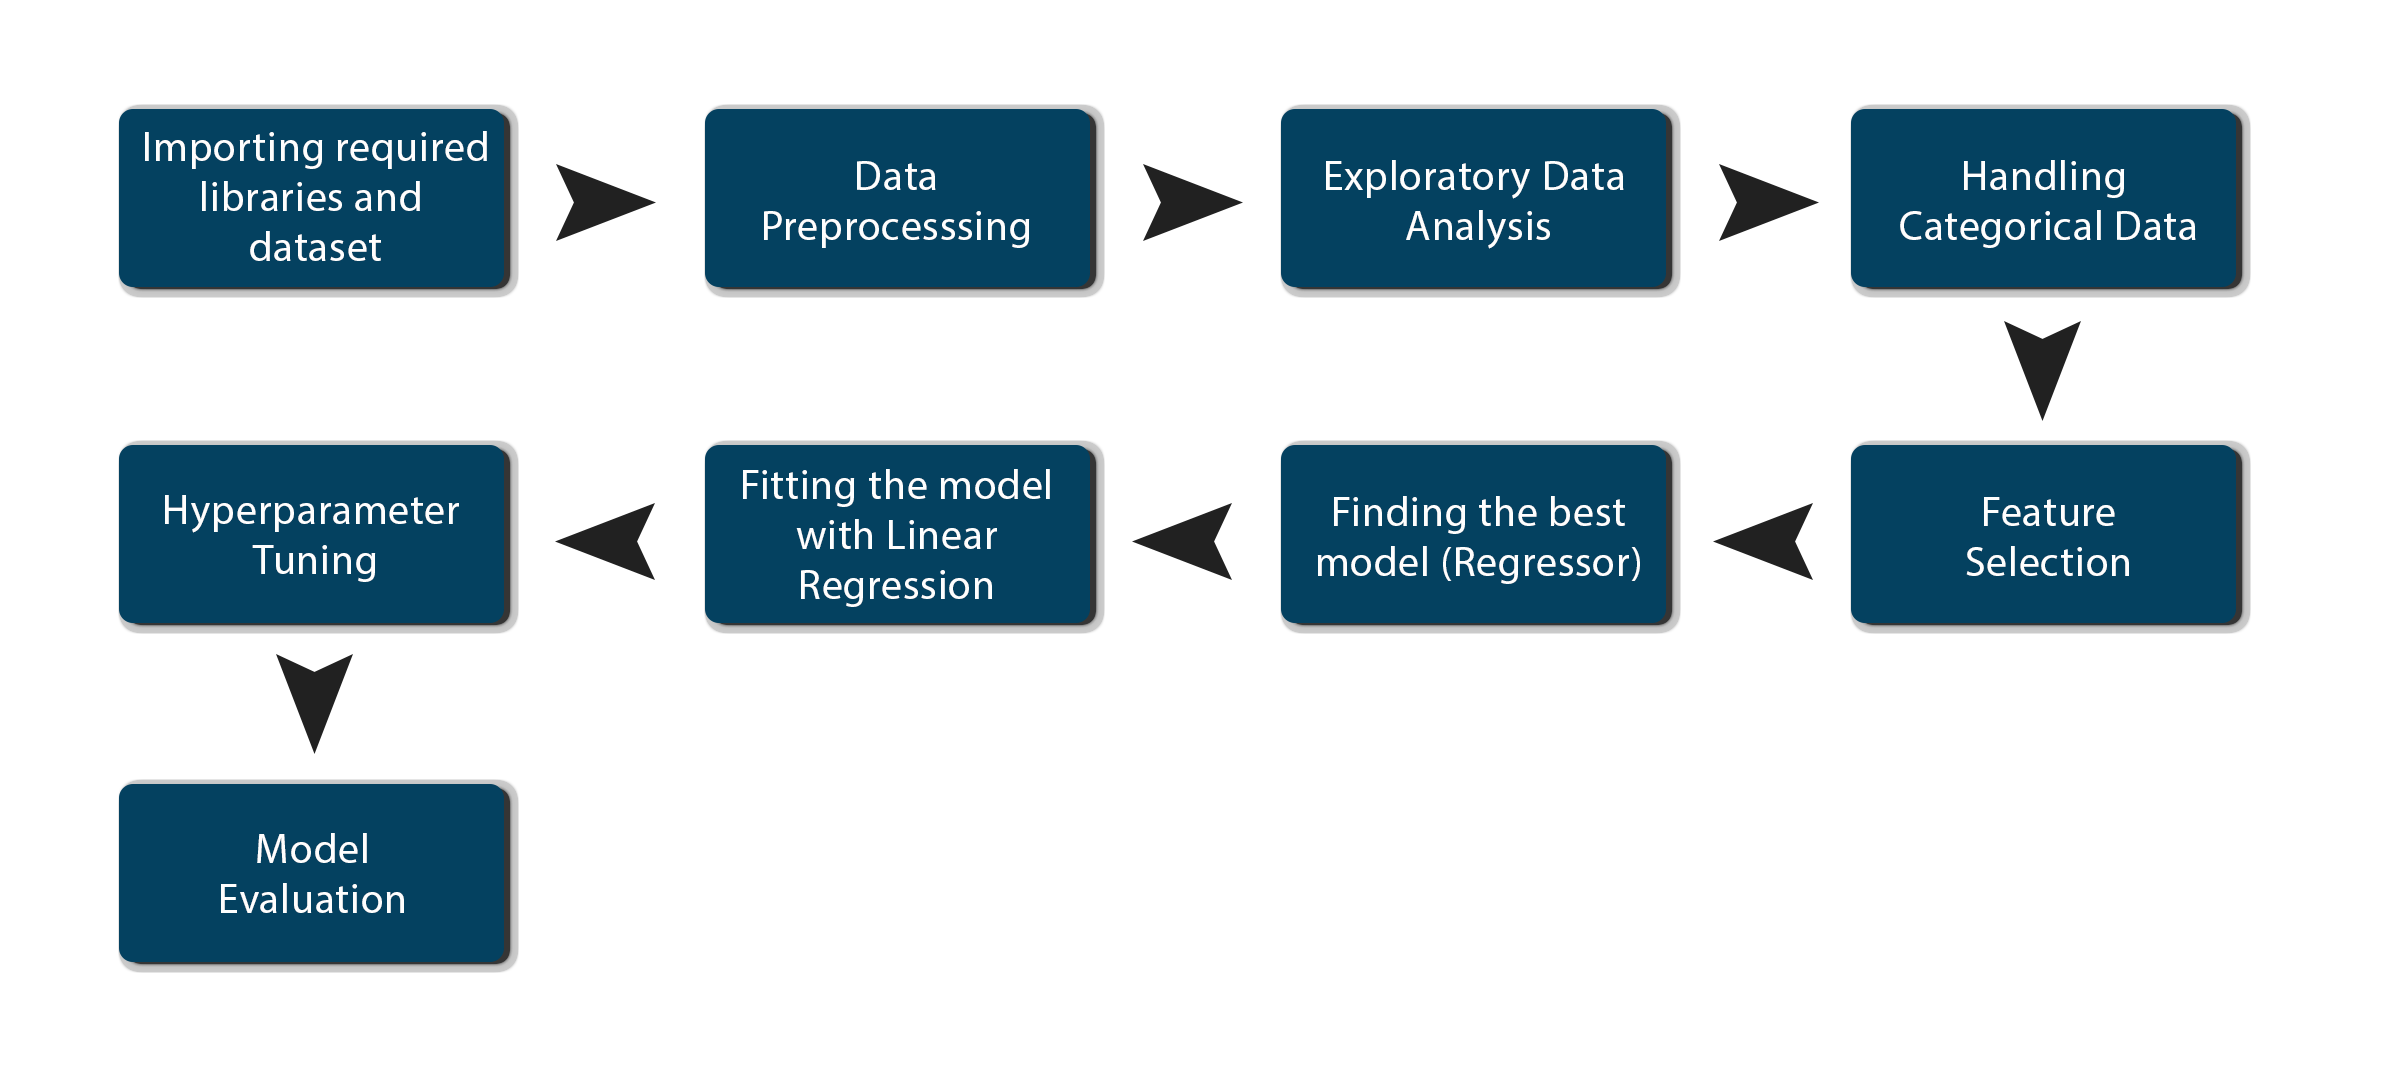 Importing required
libraries and
dataset
Data
Preprocesssing
Exploratory Data
Analysis
Handling
Categorical Data
Feature
Selection
Finding the best
model (Regressor)
Fitting the model
with Linear
Regression
Hyperparameter
Tuning
Model
Evaluation